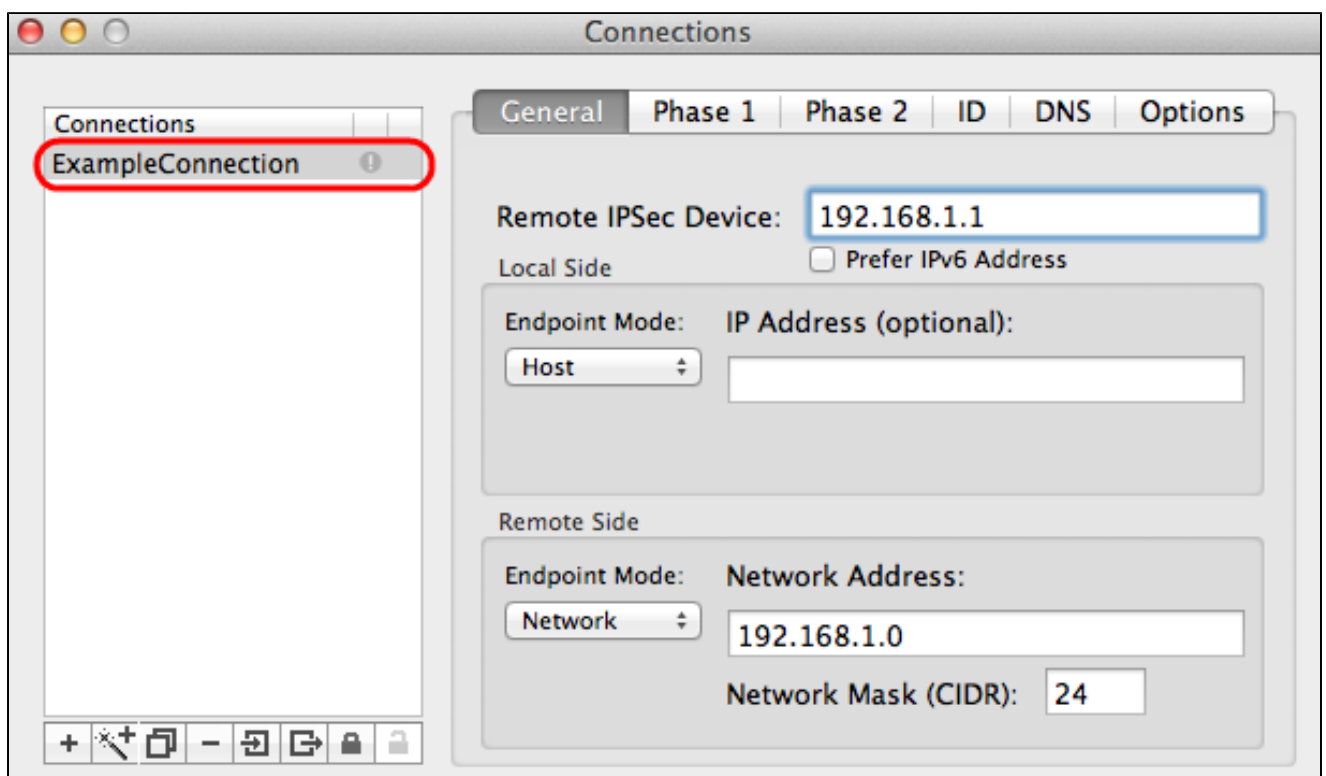 Connections
Connections
ExampleConnection
General Phase 1 Phase 2 ID DNS Options
Remote IPSec Device: 192.168.1.1
Prefer IPv6 Address
Local Side
Endpoint Mode: IP Address (optional):
Host
Remote Side
Endpoint Mode: Network Address:
Network 192.168.1.0
Network Mask (CIDR): 24